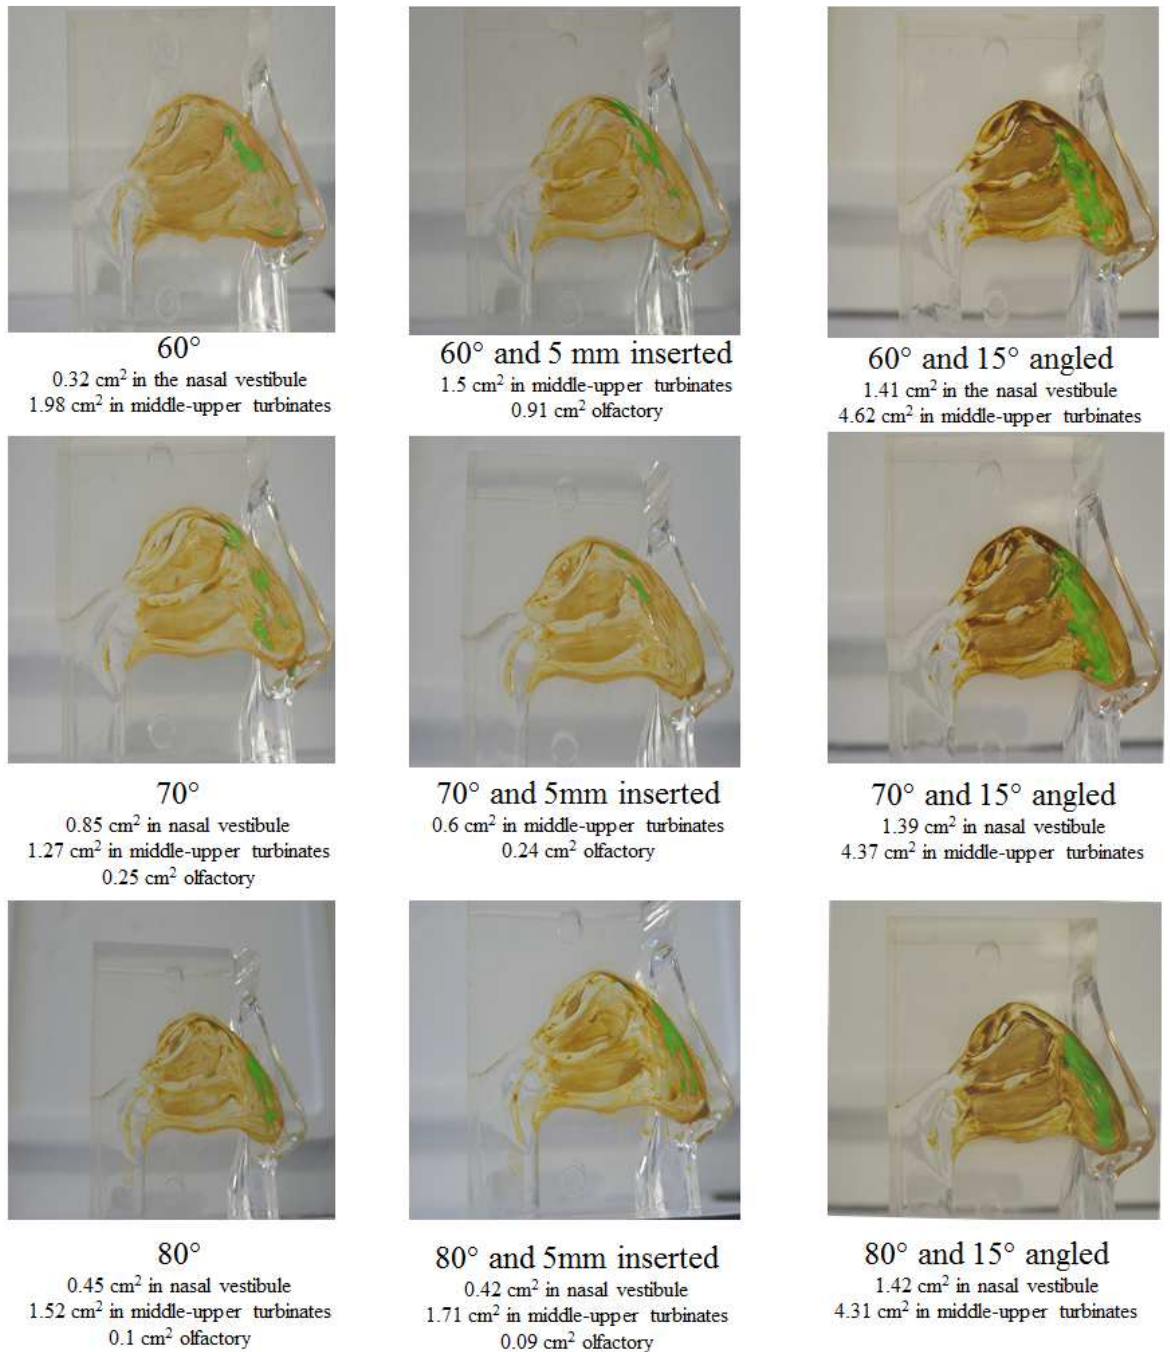 60°
0.32 cm² in the nasal vestibule
1.98 cm² in middle-upper turbinates
60° and 5 mm inserted
1.5 cm² in middle-upper turbinates
0.91 cm² olfactory
60° and 15° angled
1.41 cm² in the nasal vestibule
4.62 cm² in middle-upper turbinates
70°
0.85 cm² in nasal vestibule
1.27 cm² in middle-upper turbinates
0.25 cm² olfactory
70° and 5mm inserted
0.6 cm² in middle-upper turbinates
0.24 cm² olfactory
70° and 15° angled
1.39 cm² in nasal vestibule
4.37 cm² in middle-upper turbinates
80°
0.45 cm² in nasal vestibule
1.52 cm² in middle-upper turbinates
0.1 cm² olfactory
80° and 5mm inserted
0.42 cm² in nasal vestibule
1.71 cm² in middle-upper turbinates
0.09 cm² olfactory
80° and 15° angled
1.42 cm² in nasal vestibule
4.31 cm² in middle-upper turbinates